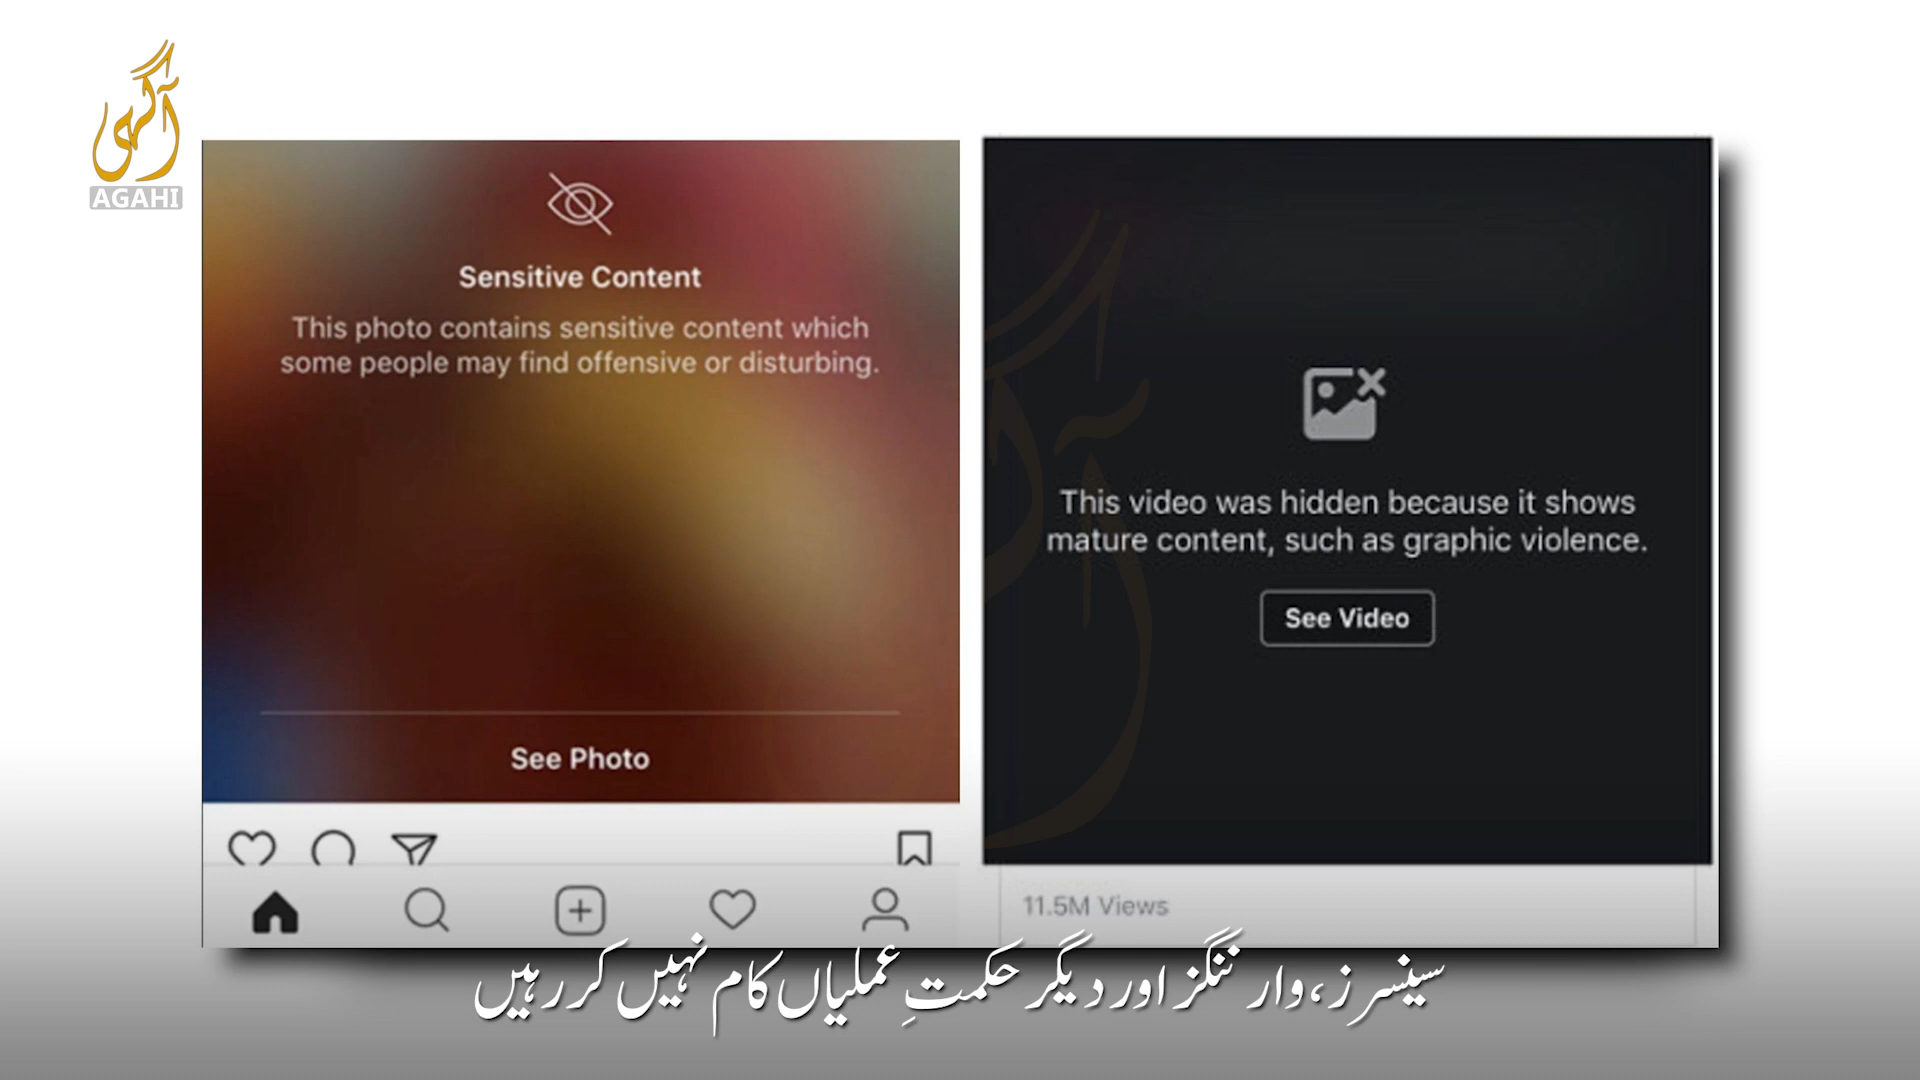 آگہی
AGAHI
Sensitive Content
This photo contains sensitive content which
some people may find offensive or disturbing.
See Photo
This video was hidden because it shows
mature content, such as graphic violence.
See Video
11.5M Views
سینسرز، وارننگز اور دیگر حکمتِ عملیاں کام نہیں کر رہیں